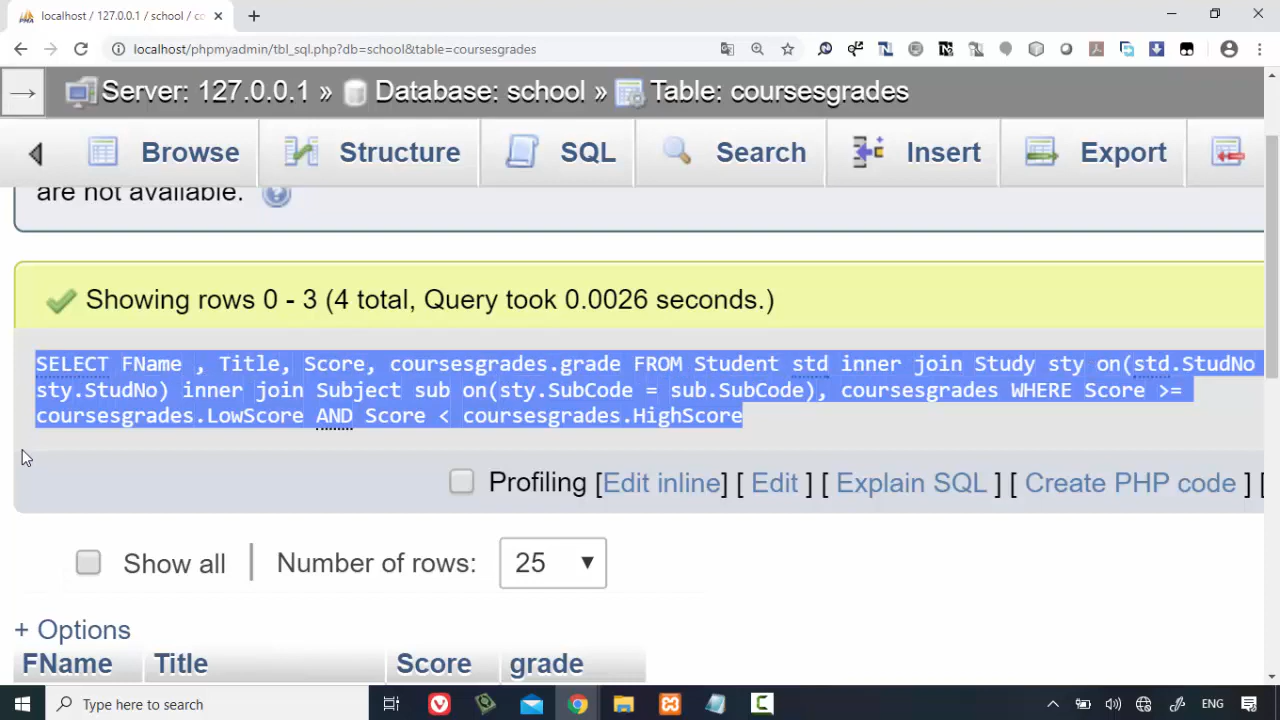 localhost / 127.0.0.1 / school / co
localhost/phpmyadmin/tbl_sql.php?db=school&table=coursesgrades
Server: 127.0.0.1 » Database: school » Table: coursesgrades
Browse Structure SQL Search Insert Export
are not available.
Showing rows 0 - 3 (4 total, Query took 0.0026 seconds.)
SELECT FName , Title, Score, coursesgrades.grade FROM Student std inner join Study sty on(std.StudNo
sty.StudNo) inner join Subject sub on(sty.SubCode = sub.SubCode), coursesgrades WHERE Score >=
coursesgrades.LowScore AND Score < coursesgrades.HighScore
Profiling [Edit inline] [ Edit ] [ Explain SQL ] [ Create PHP code ] [
Show all | Number of rows: 25
+ Options
FName Title Score grade
Type here to search ENG